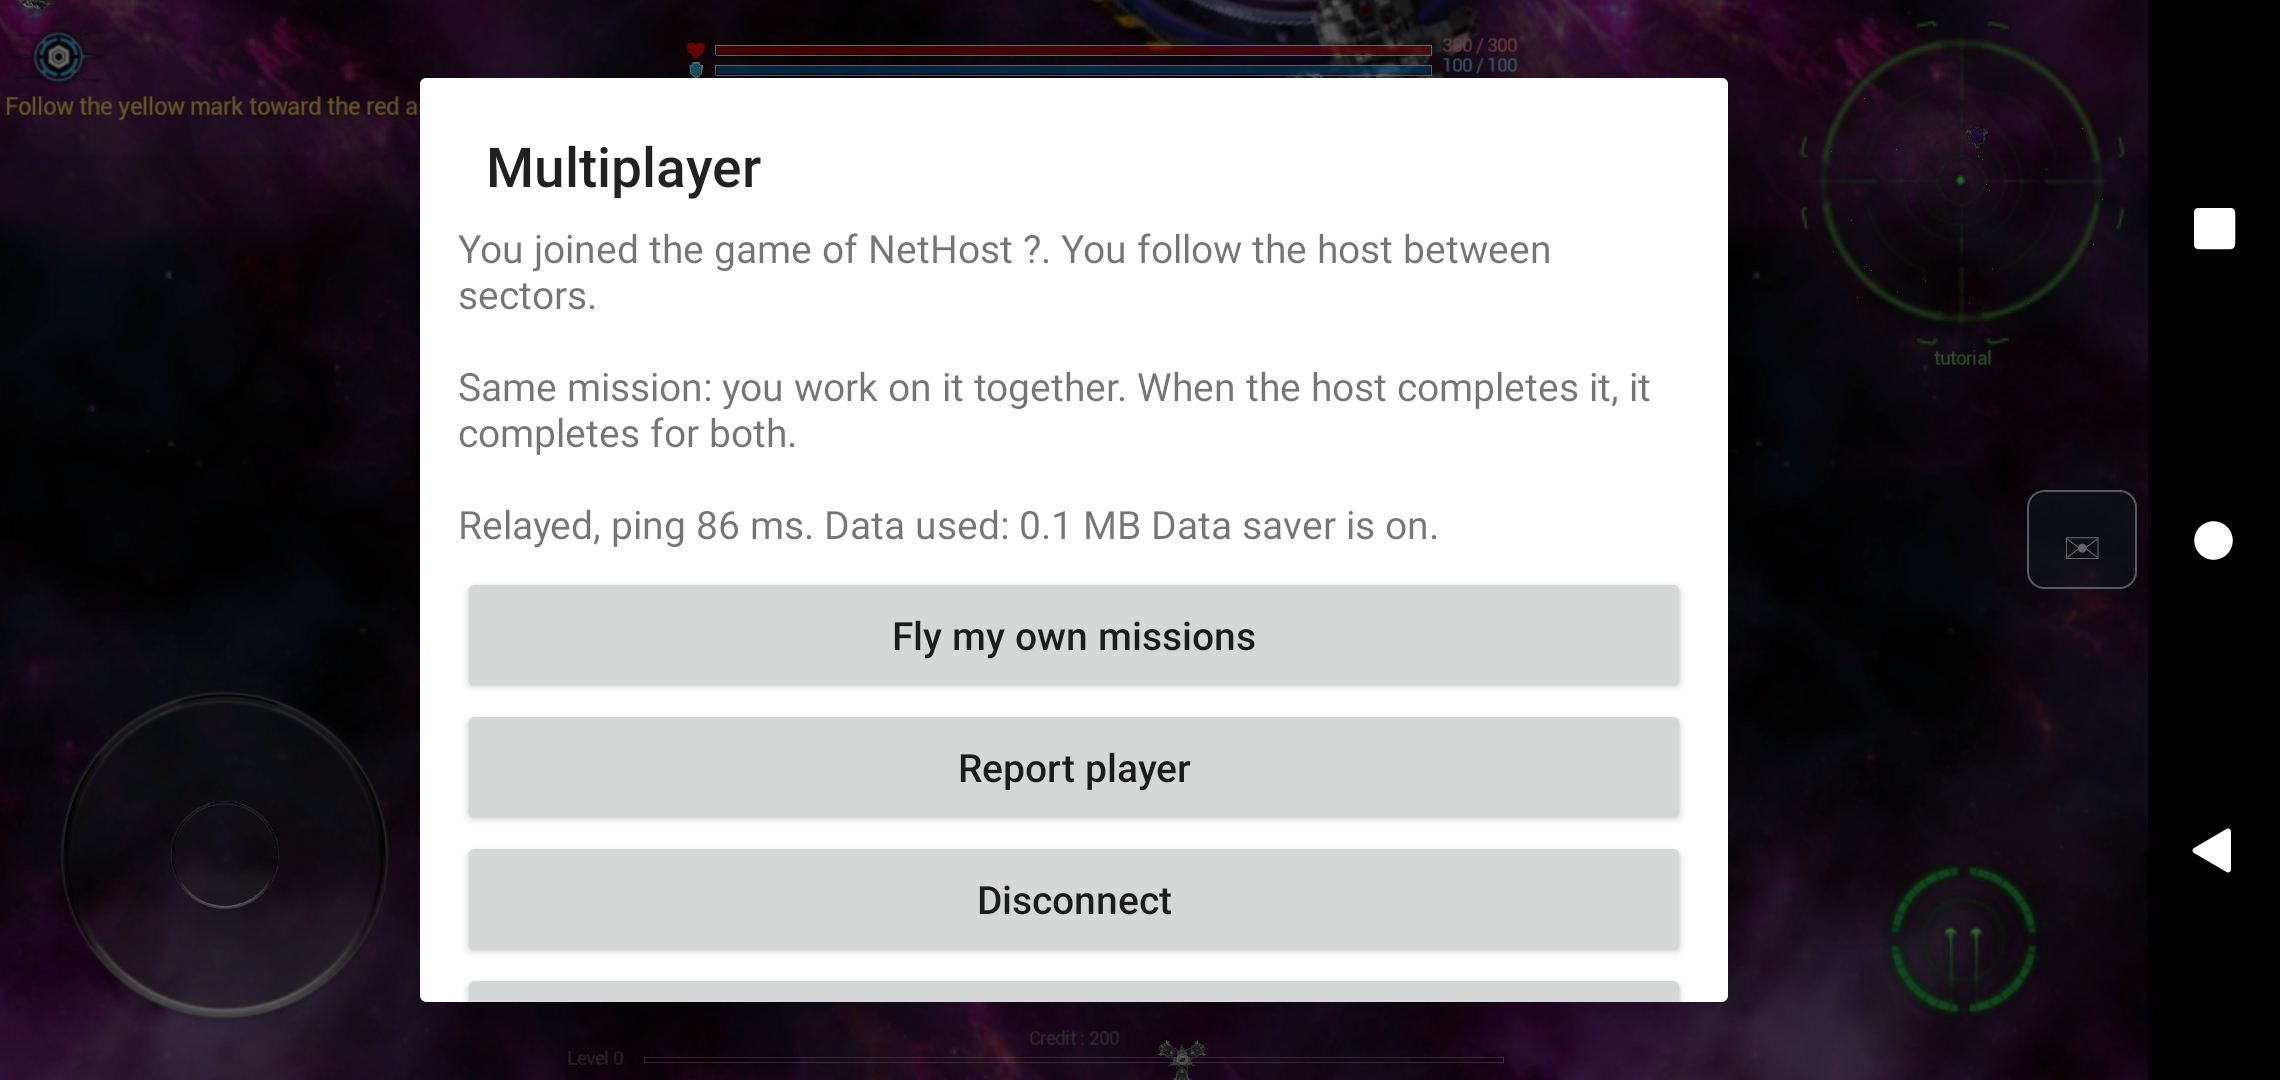 300 / 300
100 / 100
Follow the yellow mark toward the red a
Multiplayer
You joined the game of NetHost ?. You follow the host between
sectors.
Same mission: you work on it together. When the host completes it, it
completes for both.
Relayed, ping 86 ms. Data used: 0.1 MB Data saver is on.
Fly my own missions
Report player
Disconnect
tutorial
Credit : 200
Level 0